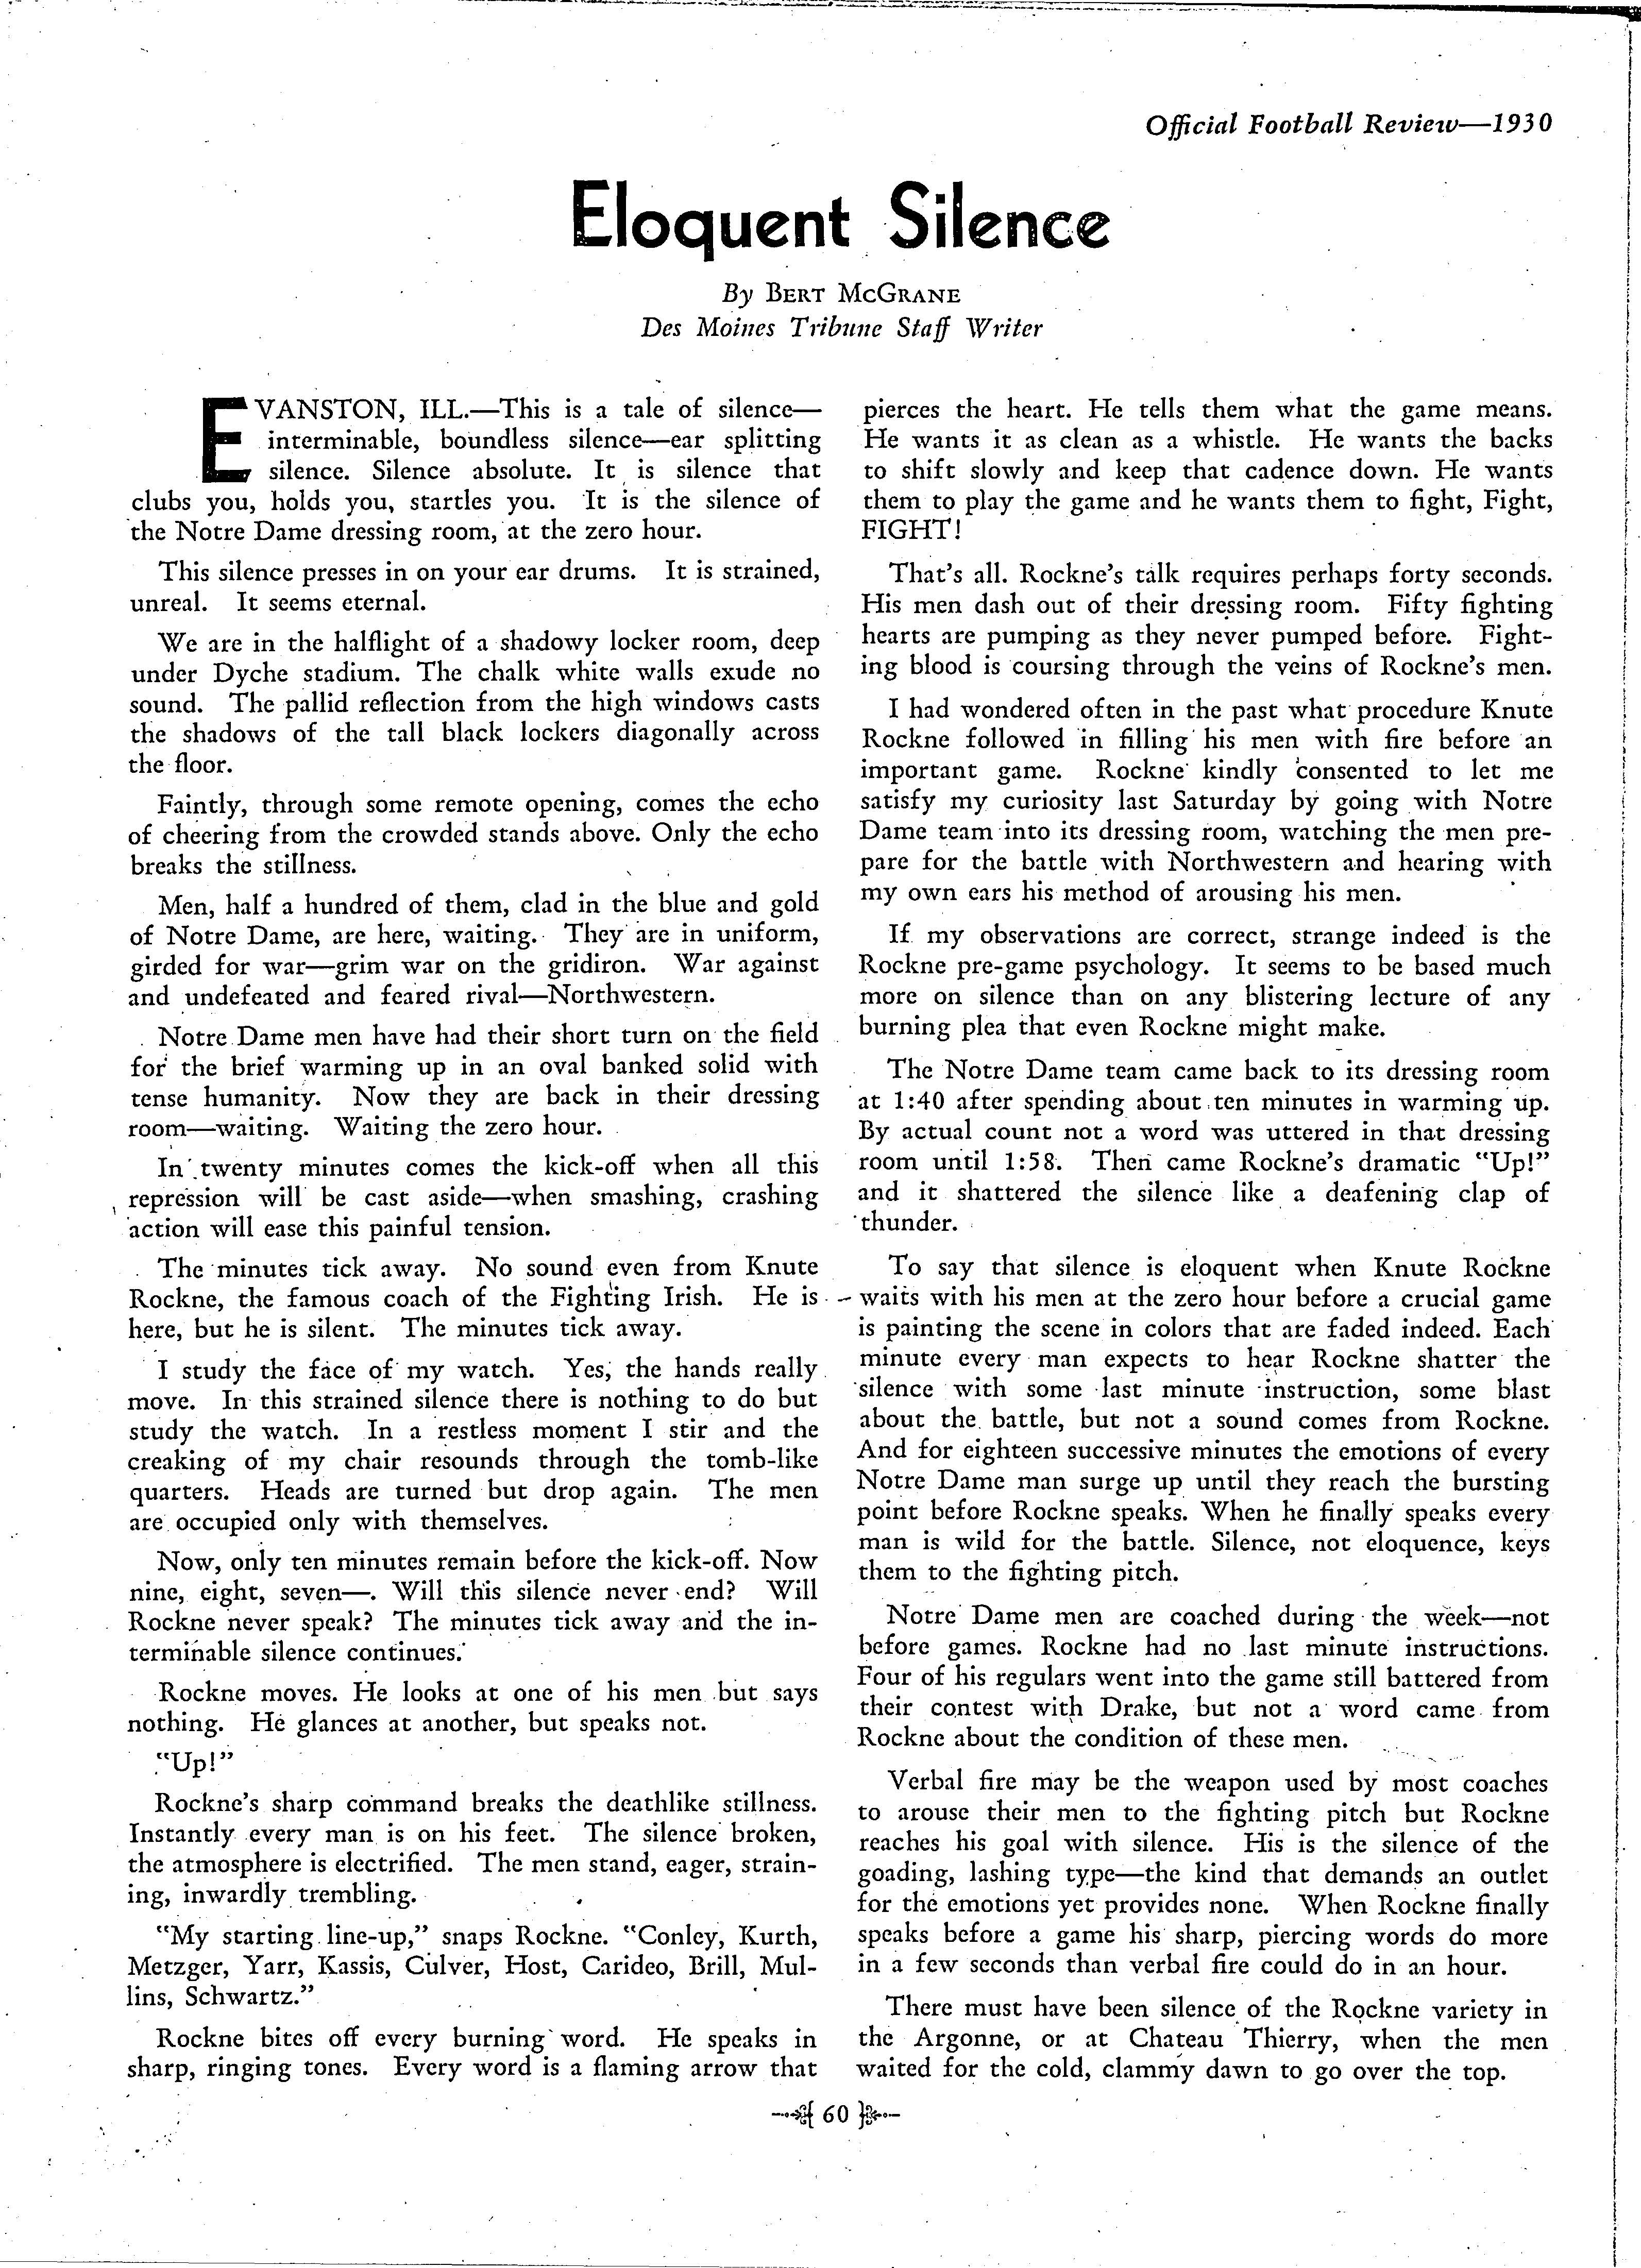 Official Football Review—1930
Eloquent Silence
By BERT MCGRANE
Des Moines Tribune Staff Writer
EVANSTON, ILL.—This is a tale of silence—
interminable, boundless silence—ear splitting
silence. Silence absolute. It is silence that
clubs you, holds you, startles you. It is the silence of
the Notre Dame dressing room, at the zero hour.
This silence presses in on your ear drums. It is strained,
unreal. It seems eternal.
We are in the halflight of a shadowy locker room, deep
under Dyche stadium. The chalk white walls exude no
sound. The pallid reflection from the high windows casts
the shadows of the tall black lockers diagonally across
the floor.
Faintly, through some remote opening, comes the echo
of cheering from the crowded stands above. Only the echo
breaks the stillness.
Men, half a hundred of them, clad in the blue and gold
of Notre Dame, are here, waiting. They are in uniform,
girded for war—grim war on the gridiron. War against
and undefeated and feared rival—Northwestern.
Notre Dame men have had their short turn on the field
for the brief warming up in an oval banked solid with
tense humanity. Now they are back in their dressing
room—waiting. Waiting the zero hour.
In twenty minutes comes the kick-off when all this
repression will be cast aside—when smashing, crashing
action will ease this painful tension.
The minutes tick away. No sound even from Knute
Rockne, the famous coach of the Fighting Irish. He is
here, but he is silent. The minutes tick away.
I study the face of my watch. Yes, the hands really
move. In this strained silence there is nothing to do but
study the watch. In a restless moment I stir and the
creaking of my chair resounds through the tomb-like
quarters. Heads are turned but drop again. The men
are occupied only with themselves.
Now, only ten minutes remain before the kick-off. Now
nine, eight, seven—. Will this silence never end? Will
Rockne never speak? The minutes tick away and the in-
terminable silence continues.
Rockne moves. He looks at one of his men but says
nothing. He glances at another, but speaks not.
"Up!"
Rockne's sharp command breaks the deathlike stillness.
Instantly every man is on his feet. The silence broken,
the atmosphere is electrified. The men stand, eager, strain-
ing, inwardly trembling.
"My starting line-up," snaps Rockne. "Conley, Kurth,
Metzger, Yarr, Kassis, Culver, Host, Carideo, Brill, Mul-
lins, Schwartz."
Rockne bites off every burning word. He speaks in
sharp, ringing tones. Every word is a flaming arrow that
pierces the heart. He tells them what the game means.
He wants it as clean as a whistle. He wants the backs
to shift slowly and keep that cadence down. He wants
them to play the game and he wants them to fight, Fight,
FIGHT!
That's all. Rockne's talk requires perhaps forty seconds.
His men dash out of their dressing room. Fifty fighting
hearts are pumping as they never pumped before. Fight-
ing blood is coursing through the veins of Rockne's men.
I had wondered often in the past what procedure Knute
Rockne followed in filling his men with fire before an
important game. Rockne kindly consented to let me
satisfy my curiosity last Saturday by going with Notre
Dame team into its dressing room, watching the men pre-
pare for the battle with Northwestern and hearing with
my own ears his method of arousing his men.
If my observations are correct, strange indeed is the
Rockne pre-game psychology. It seems to be based much
more on silence than on any blistering lecture of any
burning plea that even Rockne might make.
The Notre Dame team came back to its dressing room
at 1:40 after spending about ten minutes in warming up.
By actual count not a word was uttered in that dressing
room until 1:58. Then came Rockne's dramatic "Up!"
and it shattered the silence like a deafening clap of
thunder.
To say that silence is eloquent when Knute Rockne
waits with his men at the zero hour before a crucial game
is painting the scene in colors that are faded indeed. Each
minute every man expects to hear Rockne shatter the
silence with some last minute instruction, some blast
about the battle, but not a sound comes from Rockne.
And for eighteen successive minutes the emotions of every
Notre Dame man surge up until they reach the bursting
point before Rockne speaks. When he finally speaks every
man is wild for the battle. Silence, not eloquence, keys
them to the fighting pitch.
Notre Dame men are coached during the week—not
before games. Rockne had no last minute instructions.
Four of his regulars went into the game still battered from
their contest with Drake, but not a word came from
Rockne about the condition of these men.
Verbal fire may be the weapon used by most coaches
to arouse their men to the fighting pitch but Rockne
reaches his goal with silence. His is the silence of the
goading, lashing type—the kind that demands an outlet
for the emotions yet provides none. When Rockne finally
speaks before a game his sharp, piercing words do more
in a few seconds than verbal fire could do in an hour.
There must have been silence of the Rockne variety in
the Argonne, or at Chateau Thierry, when the men
waited for the cold, clammy dawn to go over the top.
60